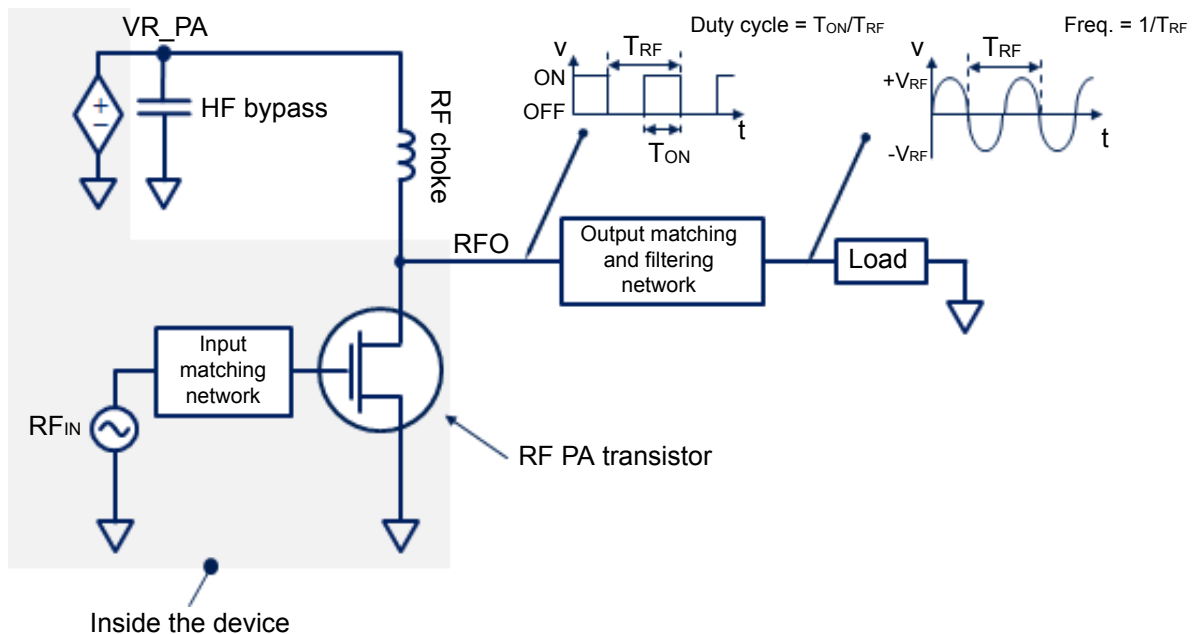 VR_PA
Duty cycle = TON/TRF
Freq. = 1/TRF
v
TRF
ON
OFF
t
TON
v
TRF
+VRF
-VRF
t
+
−
HF bypass
RF choke
RFO
Output matching
and filtering
network
Load
Input
matching
network
RFIN
RF PA transistor
Inside the device